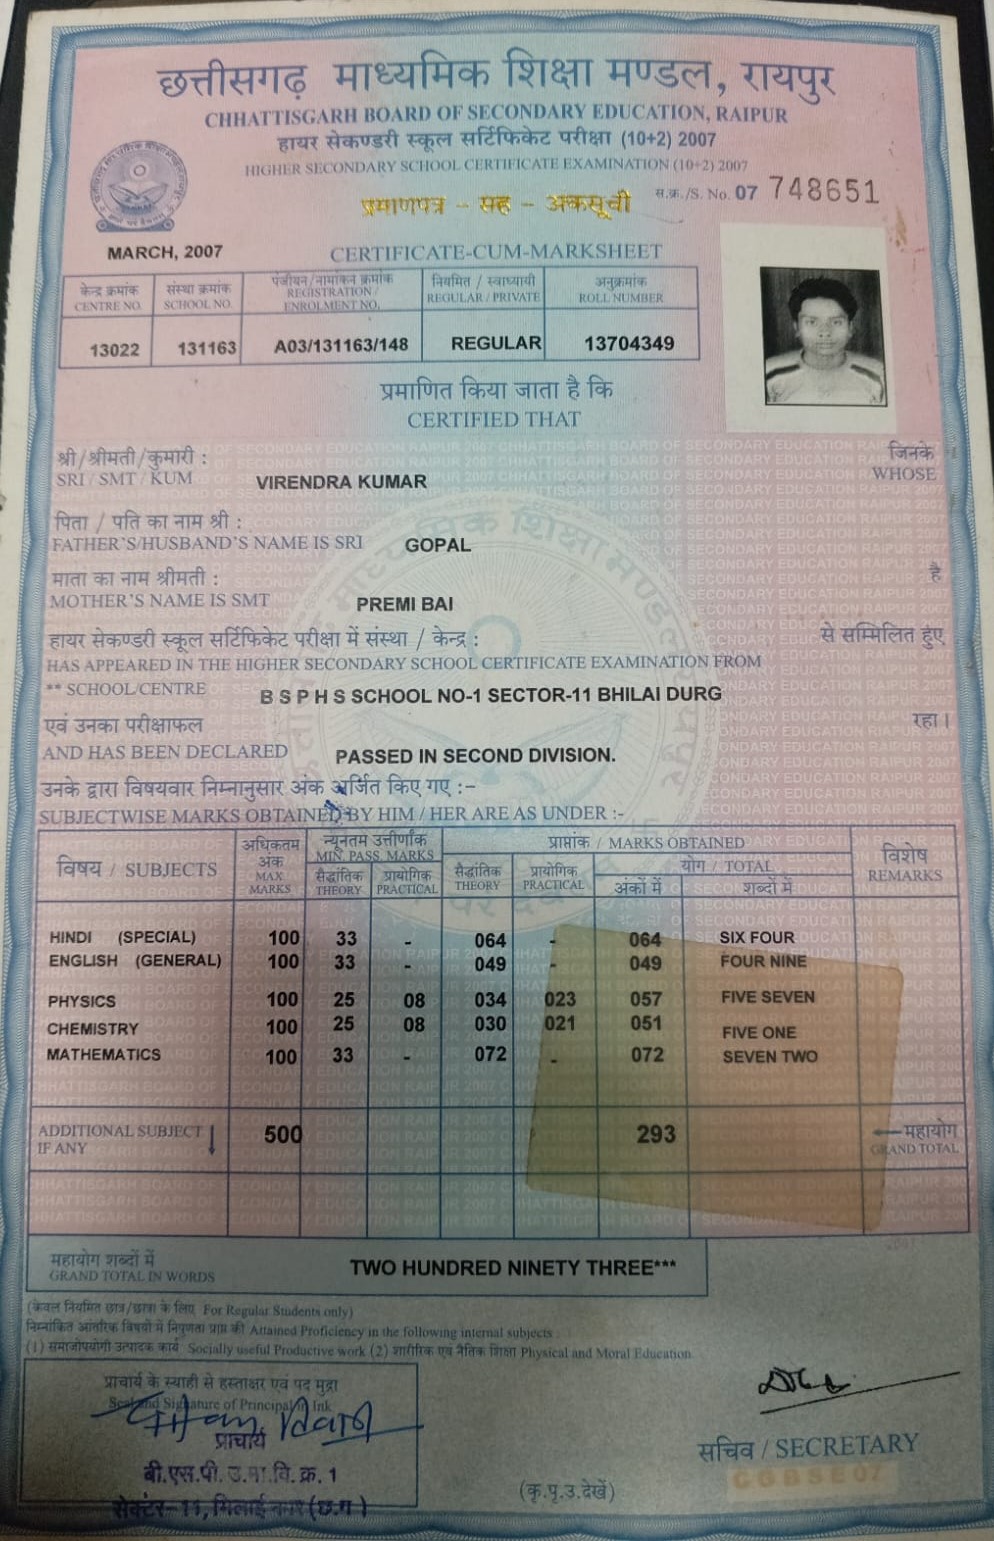 छत्तीसगढ़ माध्यमिक शिक्षा मण्डल, रायपुर
CHHATTISGARH BOARD OF SECONDARY EDUCATION, RAIPUR
हायर सेकण्डरी स्कूल सर्टिफिकेट परीक्षा (10+2) 2007
HIGHER SECONDARY SCHOOL CERTIFICATE EXAMINATION (10+2) 2007
प्रमाणपत्र - सह - अंकसूची
स.क्र./S. No. 07 748651
MARCH, 2007
CERTIFICATE-CUM-MARKSHEET
केन्द्र क्रमांक संस्था क्रमांक पंजीयन/नामांकन क्रमांक नियमित / स्वाध्यायी अनुक्रमांक
CENTRE NO. SCHOOL NO. REGISTRATION / ENROLMENT NO. REGULAR / PRIVATE ROLL NUMBER
13022 131163 A03/131163/148 REGULAR 13704349
प्रमाणित किया जाता है कि
CERTIFIED THAT
श्री/श्रीमती/कुमारी : जिनके
SRI / SMT / KUM VIRENDRA KUMAR WHOSE
पिता / पति का नाम श्री :
FATHER'S/HUSBAND'S NAME IS SRI GOPAL
माता का नाम श्रीमती : है
MOTHER'S NAME IS SMT PREMI BAI
हायर सेकण्डरी स्कूल सर्टिफिकेट परीक्षा में संस्था / केन्द्र : से सम्मिलित हुए
HAS APPEARED IN THE HIGHER SECONDARY SCHOOL CERTIFICATE EXAMINATION FROM
** SCHOOL/CENTRE B S P H S SCHOOL NO-1 SECTOR-11 BHILAI DURG
एवं उनका परीक्षाफल रहा।
AND HAS BEEN DECLARED PASSED IN SECOND DIVISION.
उनके द्वारा विषयवार निम्नानुसार अंक अर्जित किए गए :-
SUBJECTWISE MARKS OBTAINED BY HIM / HER ARE AS UNDER :-
विषय / SUBJECTS अधिकतम अंक MAX MARKS न्यूनतम उत्तीर्णांक MIN. PASS. MARKS प्राप्तांक / MARKS OBTAINED विशेष REMARKS
सैद्धांतिक THEORY प्रायोगिक PRACTICAL सैद्धांतिक THEORY प्रायोगिक PRACTICAL योग / TOTAL
अंकों में शब्दों में
HINDI (SPECIAL) 100 33 - 064 - 064 SIX FOUR
ENGLISH (GENERAL) 100 33 - 049 - 049 FOUR NINE
PHYSICS 100 25 08 034 023 057 FIVE SEVEN
CHEMISTRY 100 25 08 030 021 051 FIVE ONE
MATHEMATICS 100 33 - 072 - 072 SEVEN TWO
ADDITIONAL SUBJECT 500 293 महायोग
IF ANY GRAND TOTAL
महायोग शब्दों में
GRAND TOTAL IN WORDS TWO HUNDRED NINETY THREE***
(केवल नियमित छात्र/छात्रा के लिए For Regular Students only)
निम्नांकित आंतरिक विषयों में निपुणता प्राप्त की Attained Proficiency in the following internal subjects
(1) समाजोपयोगी उत्पादक कार्य Socially useful Productive work (2) शारीरिक एवं नैतिक शिक्षा Physical and Moral Education
प्राचार्य के स्याही से हस्ताक्षर एवं पद मुद्रा
Seal and Signature of Principal in Ink
प्राचार्य
बी.एस.पी. उ.मा.वि. क्र. 1
सेक्टर-11, भिलाई नगर (छ.ग.)
(कृ.पृ.उ.देखें)
सचिव / SECRETARY
CGBSE07